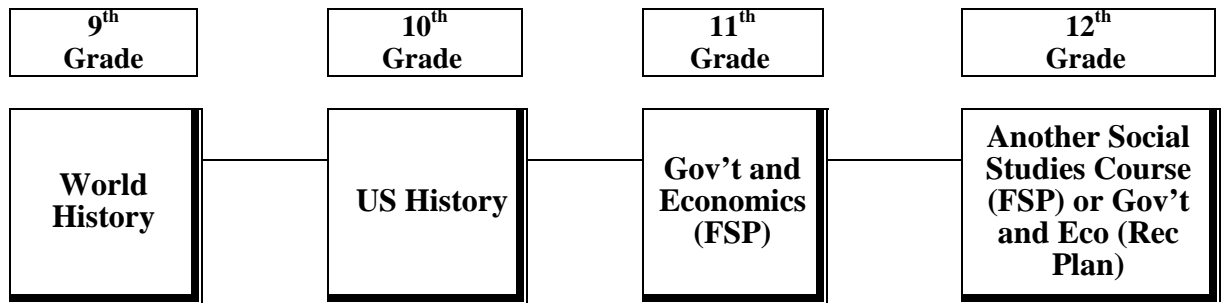 9th
Grade
10th
Grade
11th
Grade
12th
Grade
World
History
US History
Gov't and
Economics
(FSP)
Another Social
Studies Course
(FSP) or Gov't
and Eco (Rec
Plan)